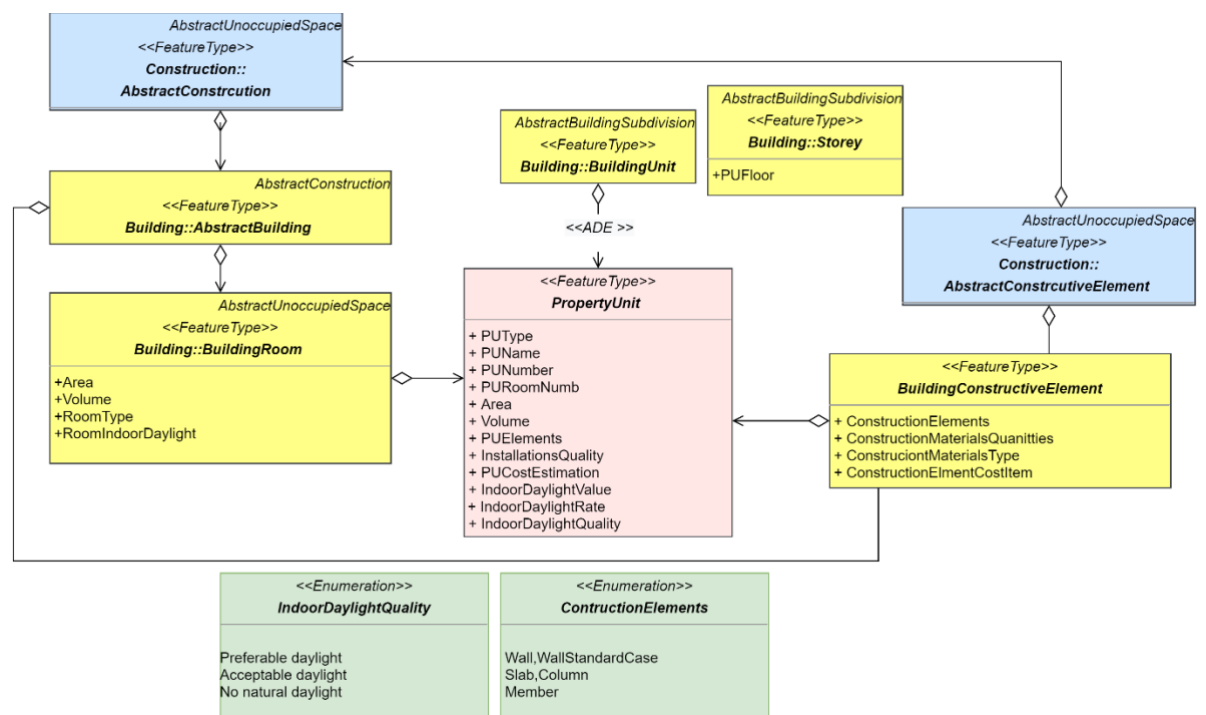 AbstractUnoccupiedSpace
<<FeatureType>>
Construction::
AbstractConstrcution
AbstractConstruction
<<FeatureType>>
Building::AbstractBuilding
AbstractUnoccupiedSpace
<<FeatureType>>
Building::BuildingRoom
+Area
+Volume
+RoomType
+RoomIndoorDaylight
AbstractBuildingSubdivision
<<FeatureType>>
Building::BuildingUnit
<<ADE >>
<<FeatureType>>
PropertyUnit
+ PUType
+ PUName
+ PUNumber
+ PURoomNumb
+ Area
+ Volume
+ PUElements
+ InstallationsQuality
+ PUCostEstimation
+ IndoorDaylightValue
+ IndoorDaylightRate
+ IndoorDaylightQuality
AbstractBuildingSubdivision
<<FeatureType>>
Building::Storey
+PUFloor
AbstractUnoccupiedSpace
<<FeatureType>>
Construction::
AbstractConstrcutiveElement
<<FeatureType>>
BuildingConstructiveElement
+ ConstructionElements
+ ConstructionMaterialsQuanitties
+ ConstruciontMaterialsType
+ ConstructionElmentCostItem
<<Enumeration>>
IndoorDaylightQuality
Preferable daylight
Acceptable daylight
No natural daylight
<<Enumeration>>
ContructionElements
Wall,WallStandardCase
Slab,Column
Member